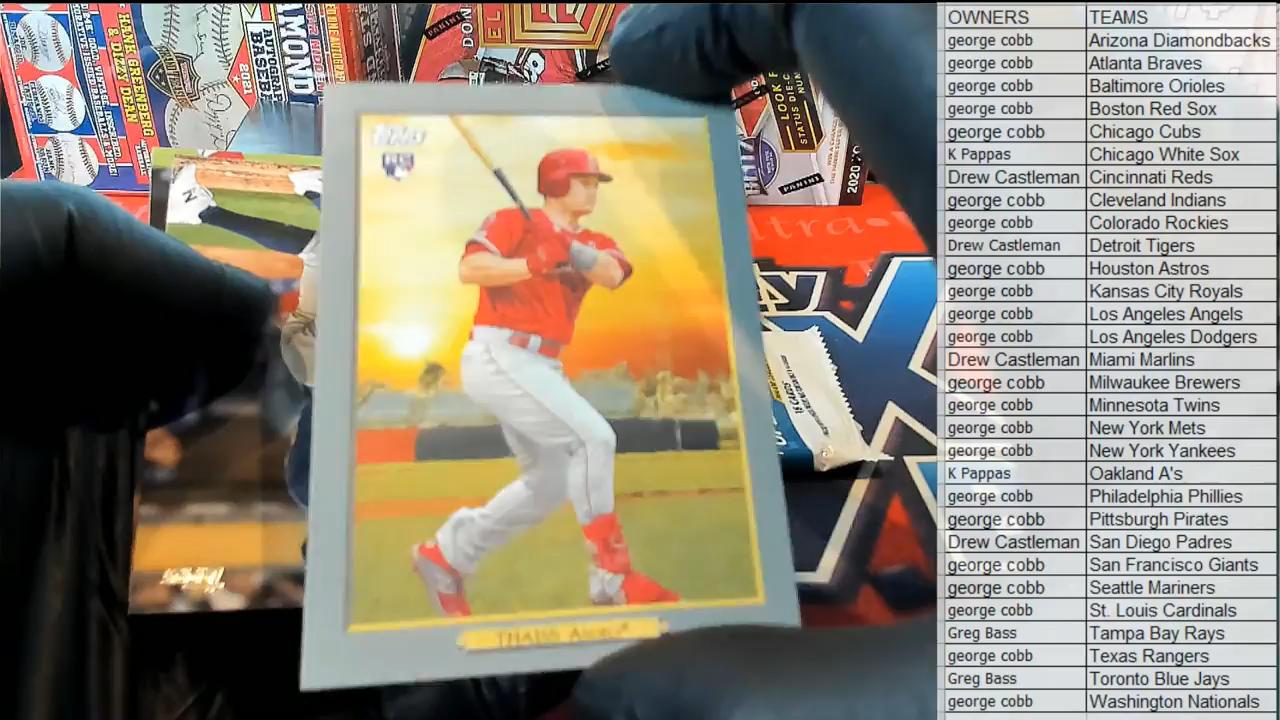 OWNERS TEAMS
george cobb Arizona Diamondbacks
george cobb Atlanta Braves
george cobb Baltimore Orioles
george cobb Boston Red Sox
george cobb Chicago Cubs
K Pappas Chicago White Sox
Drew Castleman Cincinnati Reds
george cobb Cleveland Indians
george cobb Colorado Rockies
Drew Castleman Detroit Tigers
george cobb Houston Astros
george cobb Kansas City Royals
george cobb Los Angeles Angels
george cobb Los Angeles Dodgers
Drew Castleman Miami Marlins
george cobb Milwaukee Brewers
george cobb Minnesota Twins
george cobb New York Mets
george cobb New York Yankees
K Pappas Oakland A's
george cobb Philadelphia Phillies
george cobb Pittsburgh Pirates
Drew Castleman San Diego Padres
george cobb San Francisco Giants
george cobb Seattle Mariners
george cobb St. Louis Cardinals
Greg Bass Tampa Bay Rays
george cobb Texas Rangers
Greg Bass Toronto Blue Jays
george cobb Washington Nationals
HANK GREENBERG
& DIZZY DEAN
2021
BASEBALL
PANINI
LOOK F
STATUS DIE-C
PANINI
2020
Topps
THAISS Angels